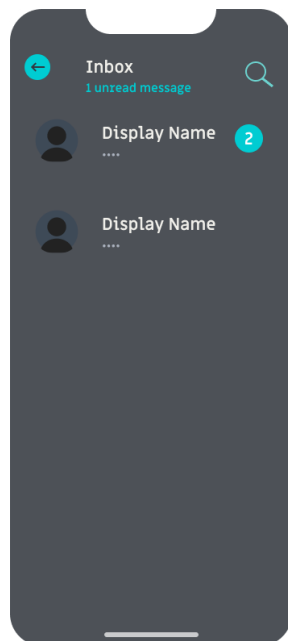 Inbox
1 unread message
Display Name
2
....
Display Name
....